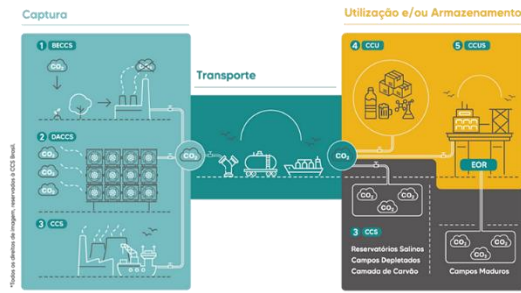 Captura
Utilização e/ou Armazenamento
1 BECCS
CO₂
4 CCU
5 CCUS
Transporte
2 DACCS
CO₂
CO₂
CO₂
CO₂
CO₂
EOR
3 CCS
CO₂
CO₂
CO₂
3 CCS
Reservatórios Salinos
Campos Depletados
Camada de Carvão
CO₂
CO₂
CO₂
Campos Maduros
*Todos os direitos de imagem, reservados à CCS Brasil.